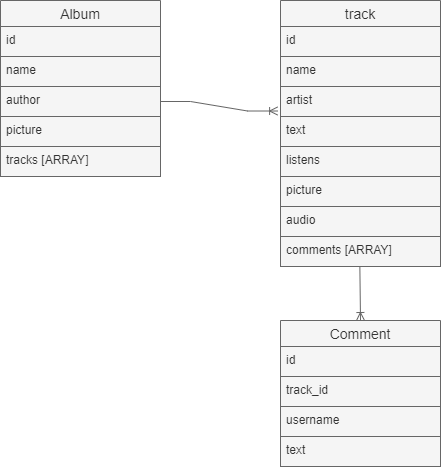 Album
id
name
author
picture
tracks [ARRAY]
track
id
name
artist
text
listens
picture
audio
comments [ARRAY]
Comment
id
track_id
username
text